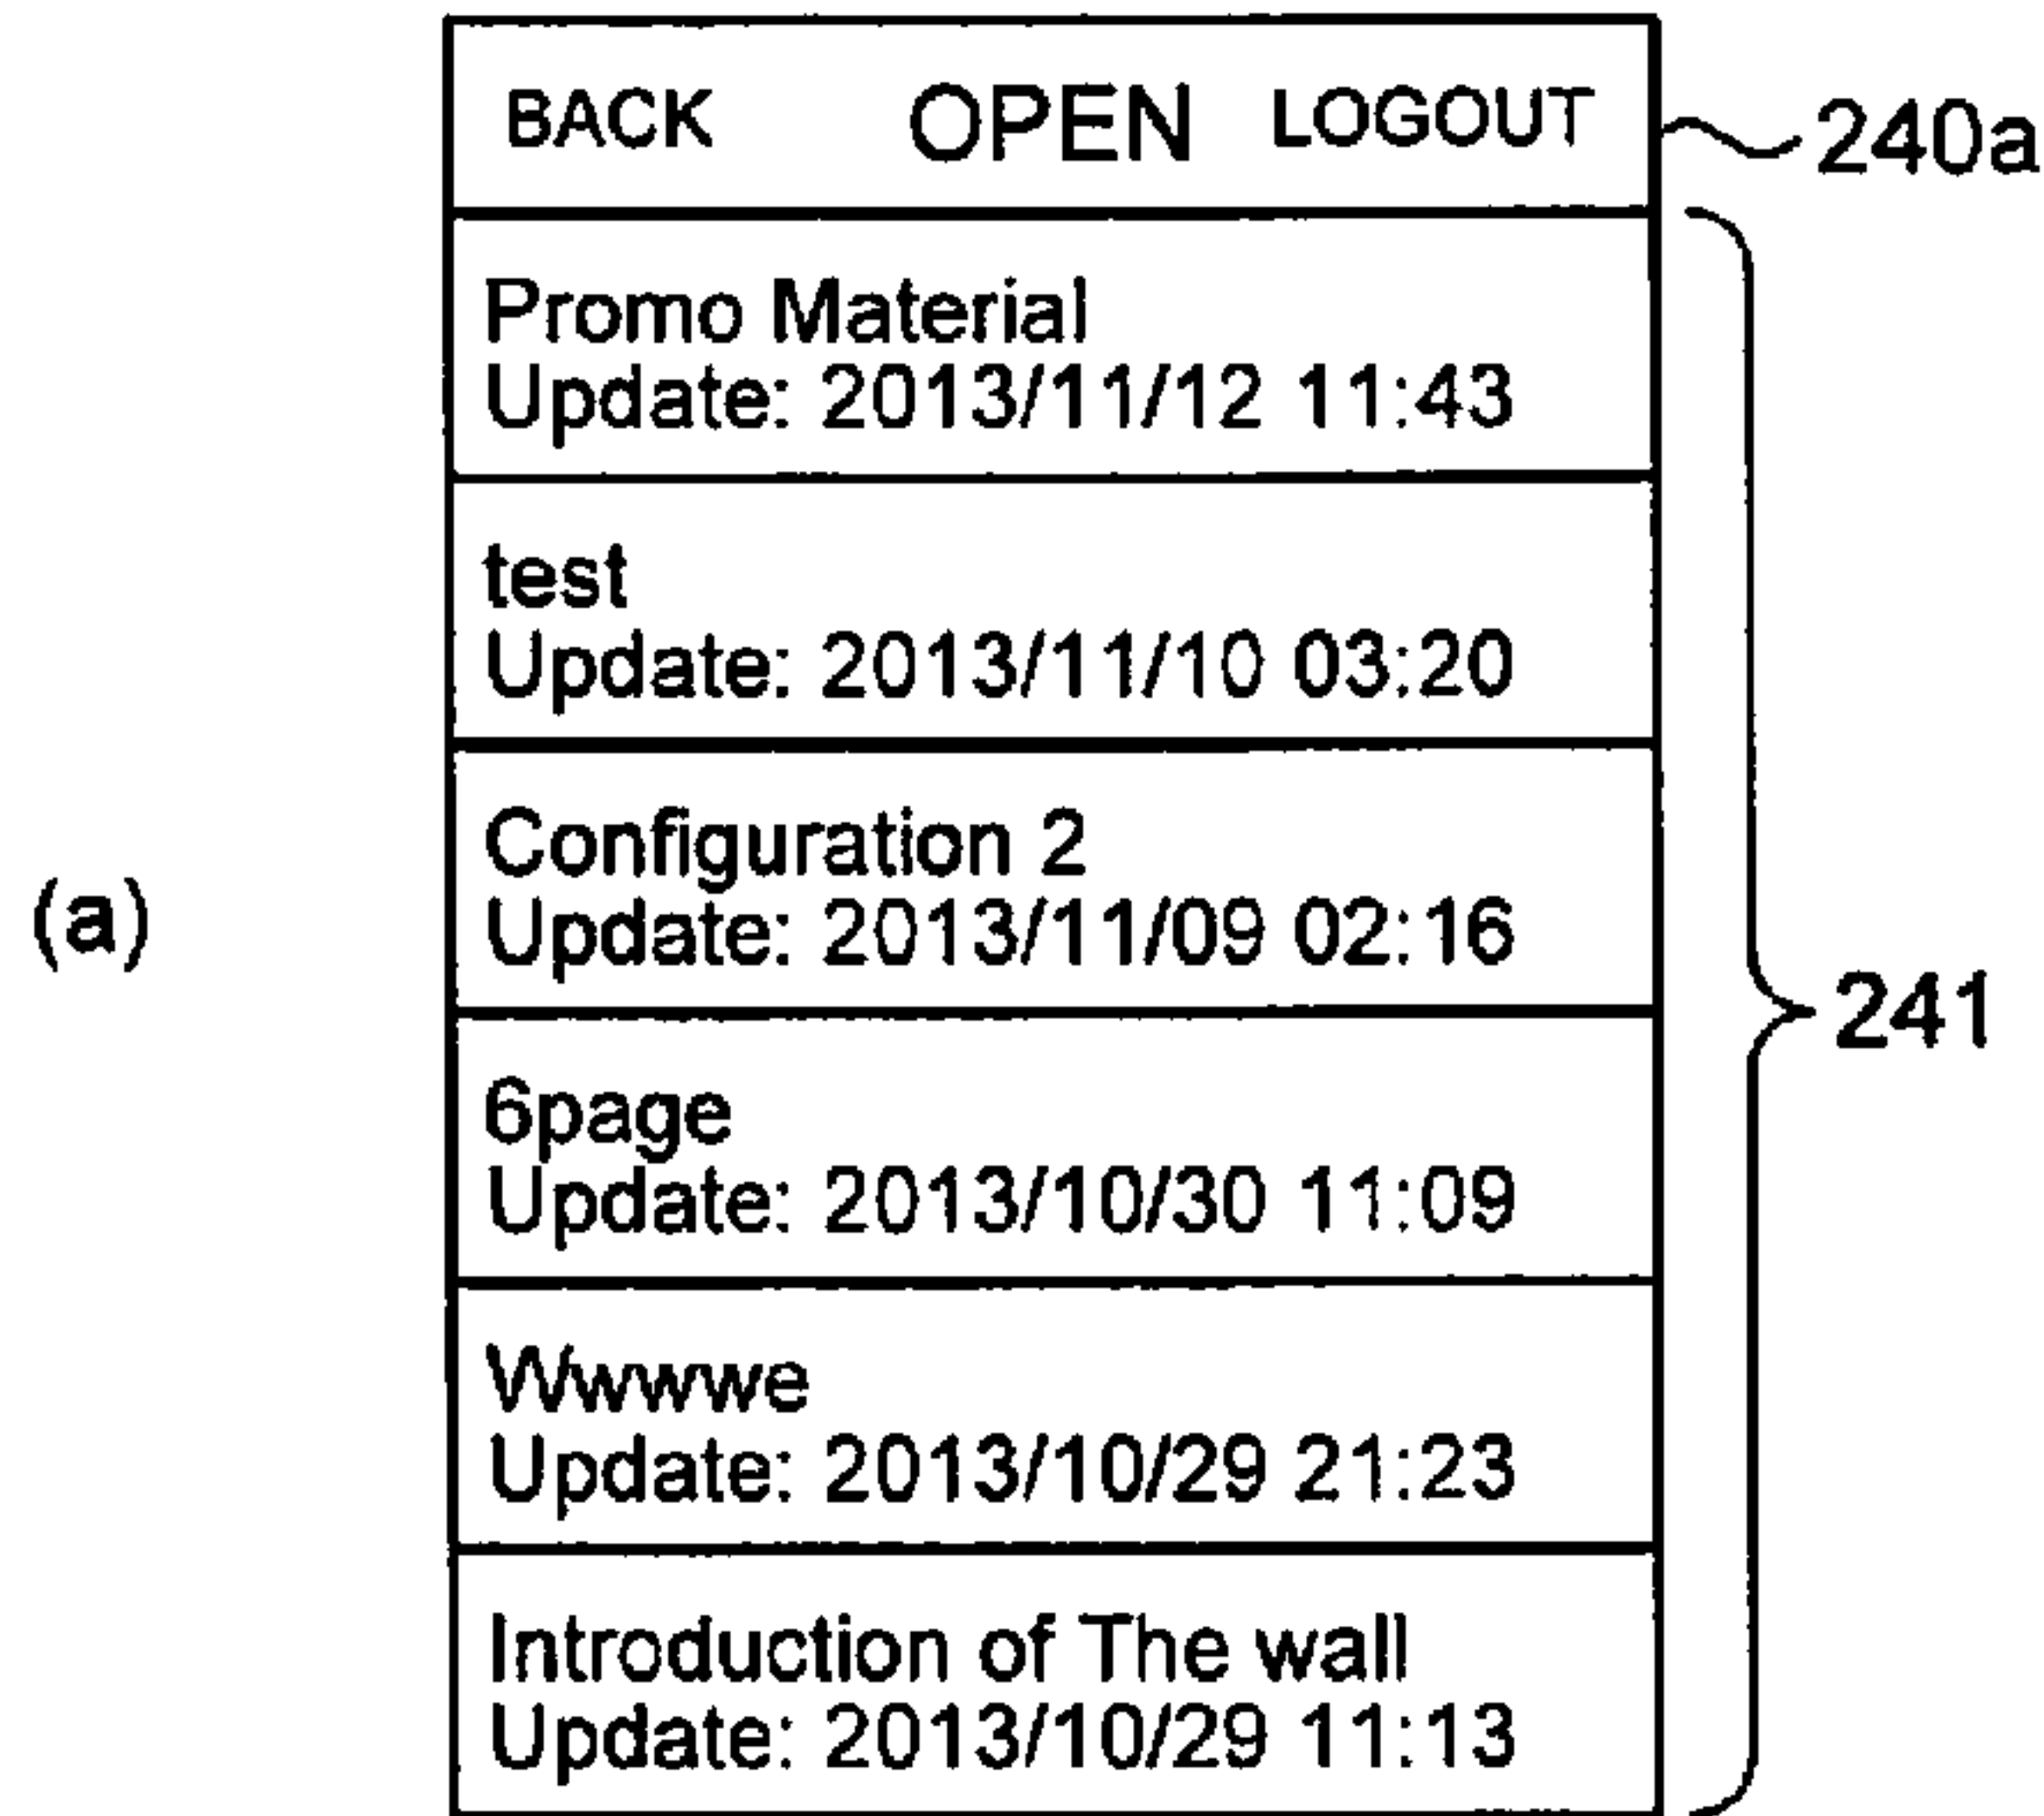 BACK OPEN LOGOUT
240a
Promo Material
Update: 2013/11/12 11:43
test
Update: 2013/11/10 03:20
Configuration 2
Update: 2013/11/09 02:16
(a)
241
6page
Update: 2013/10/30 11:09
Wwwwe
Update: 2013/10/29 21:23
Introduction of The wall
Update: 2013/10/29 11:13